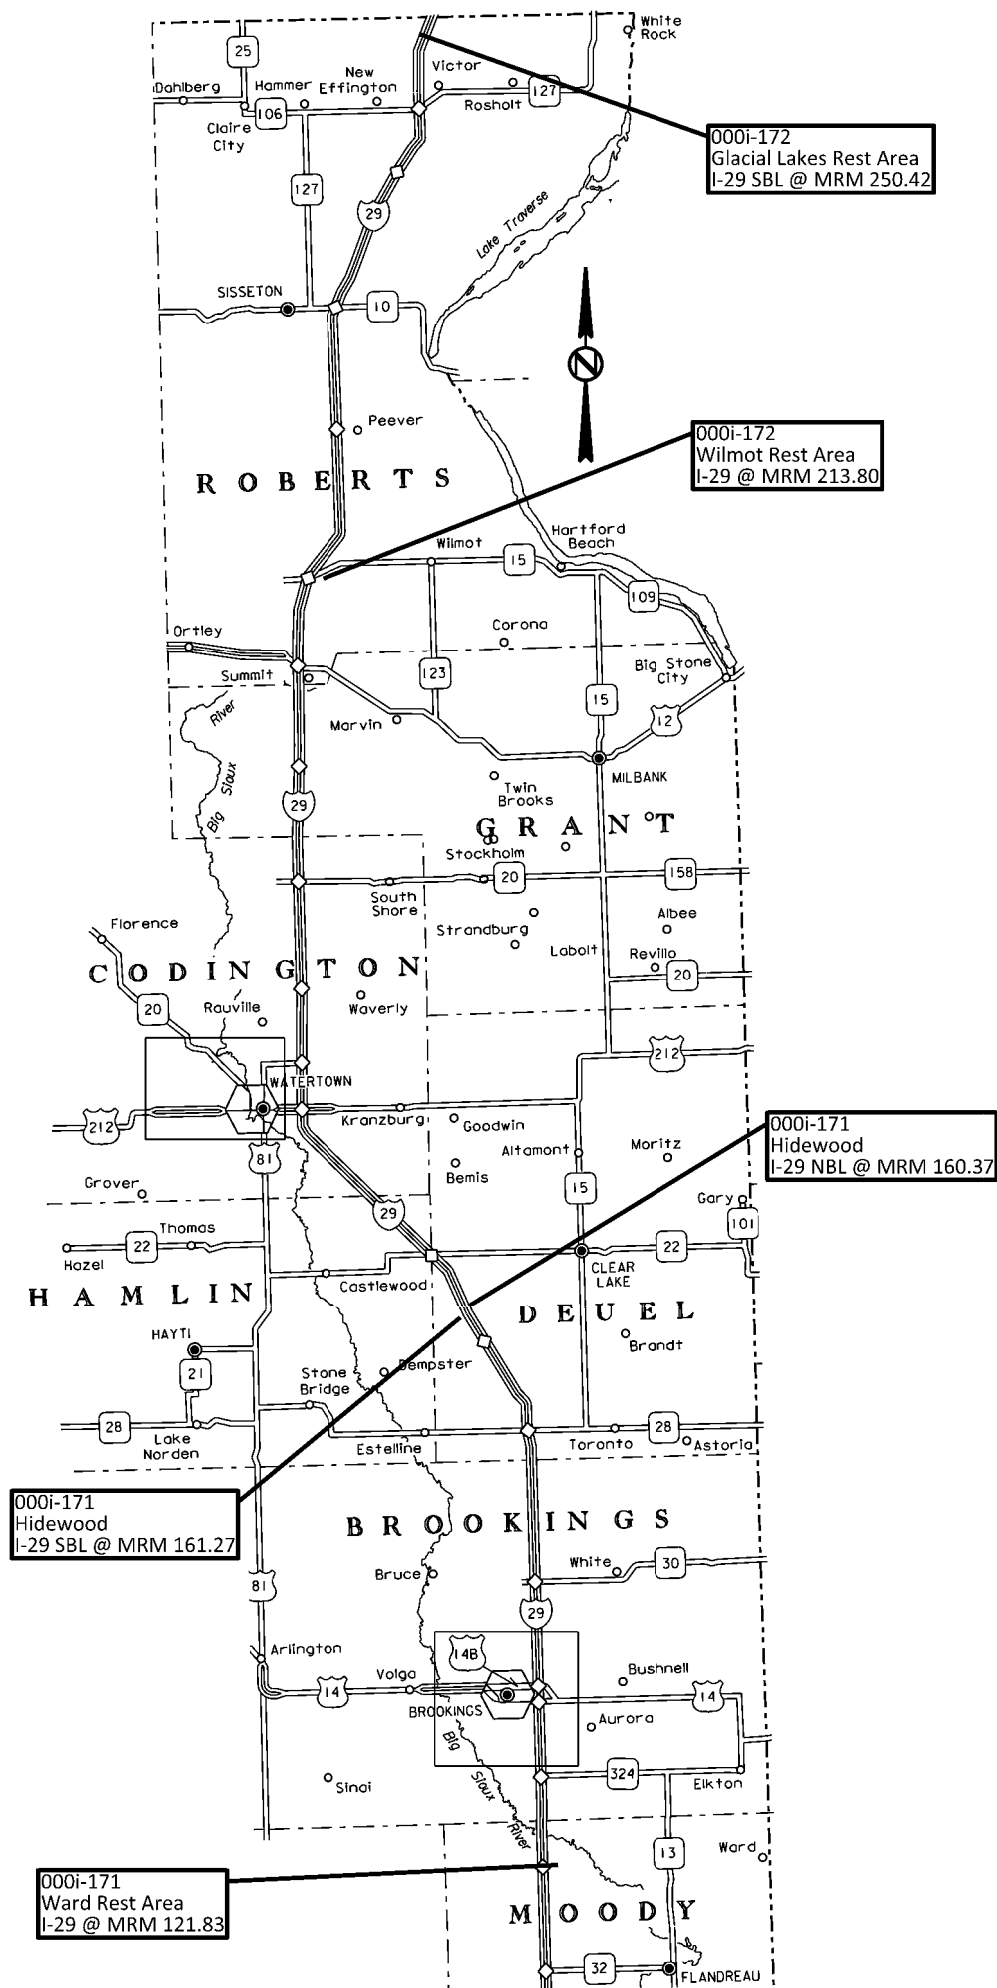 White
Rock
25
Victor
New
Effington
Hammer
Dahlberg
127
Rosholt
106
Claire
City
000i-172
Glacial Lakes Rest Area
I-29 SBL @ MRM 250.42
127
29
Lake Traverse
SISSETON
10
N
Peever
000i-172
Wilmot Rest Area
I-29 @ MRM 213.80
ROBERTS
Hartford
Beach
Wilmot
15
109
Ortley
Corona
Big Stone
City
Summit
123
15
River
Marvin
12
Big Sioux
MILBANK
Twin
Brooks
29
GRANT
Stockholm
20
158
South
Shore
Florence
Strandburg
Albee
Labolt
Revillo
20
CODINGTON
20
Rauville
Waverly
212
WATERTOWN
Kranzburg
Goodwin
212
81
Altamont
Moritz
000i-171
Hidewood
I-29 NBL @ MRM 160.37
Bemis
Grover
15
Gary
29
101
Thomas
22
Hazel
22
CLEAR
LAKE
Castlewood
HAMLIN
DEUEL
HAYTI
Brandt
21
Stone
Bridge
Dempster
28
Lake
Norden
Estelline
Toronto
28
Astoria
000i-171
Hidewood
I-29 SBL @ MRM 161.27
BROOKINGS
White
30
Bruce
81
29
Arlington
14B
Volga
14
BROOKINGS
Bushnell
14
Aurora
Big Sioux River
324
Elkton
Sinai
13
Ward
000i-171
Ward Rest Area
I-29 @ MRM 121.83
MOODY
32
FLANDREAU